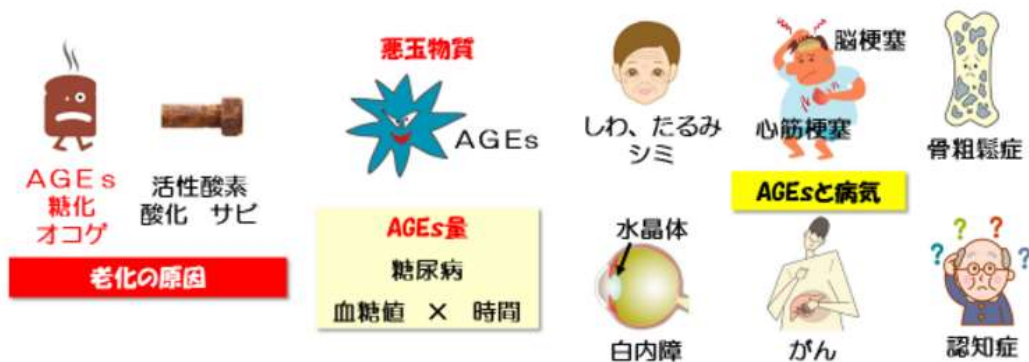 AGEs
糖化
オコゲ
活性酸素
酸化 サビ
老化の原因
悪玉物質
AGEs
AGEs量
糖尿病
血糖値 × 時間
しわ、たるみ
シミ
脳梗塞
心筋梗塞
骨粗鬆症
AGEsと病気
水晶体
白内障
がん
? ? ? ?
認知症